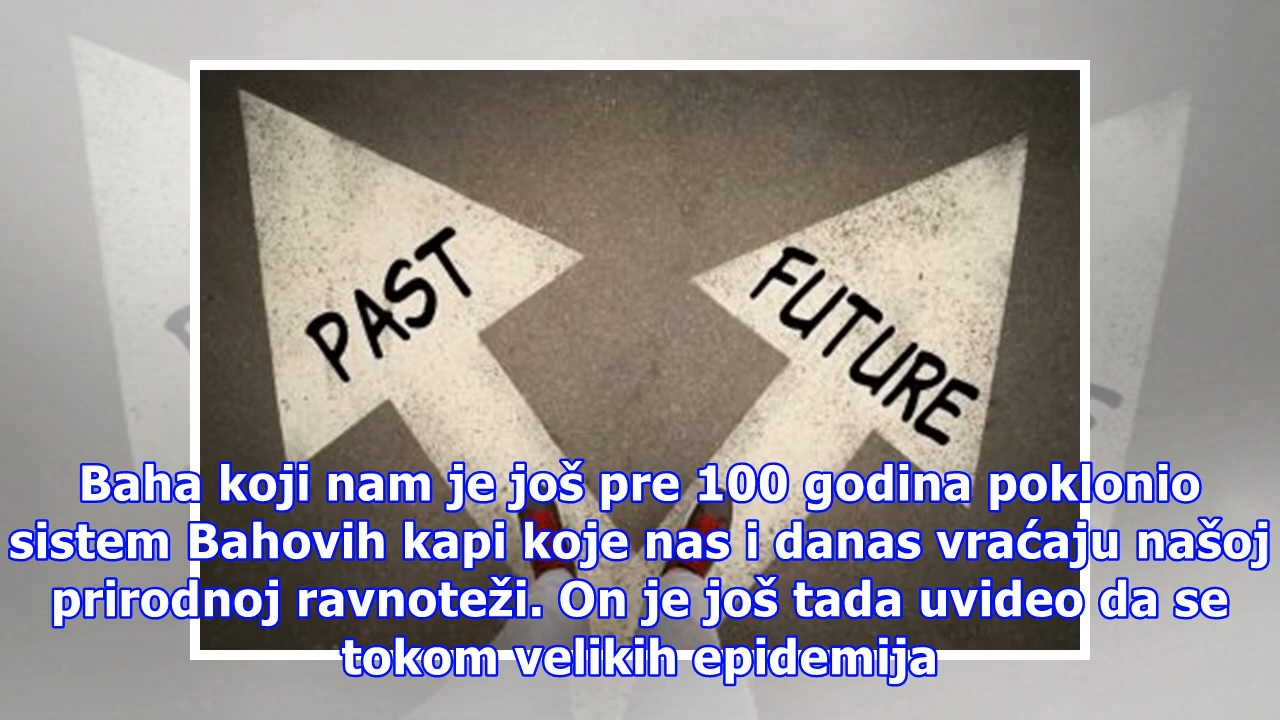 PAST
FUTURE
Baha koji nam je još pre 100 godina poklonio
sistem Bahovih kapi koje nas i danas vraćaju našoj
prirodnoj ravnoteži. On je još tada uvideo da se
tokom velikih epidemija